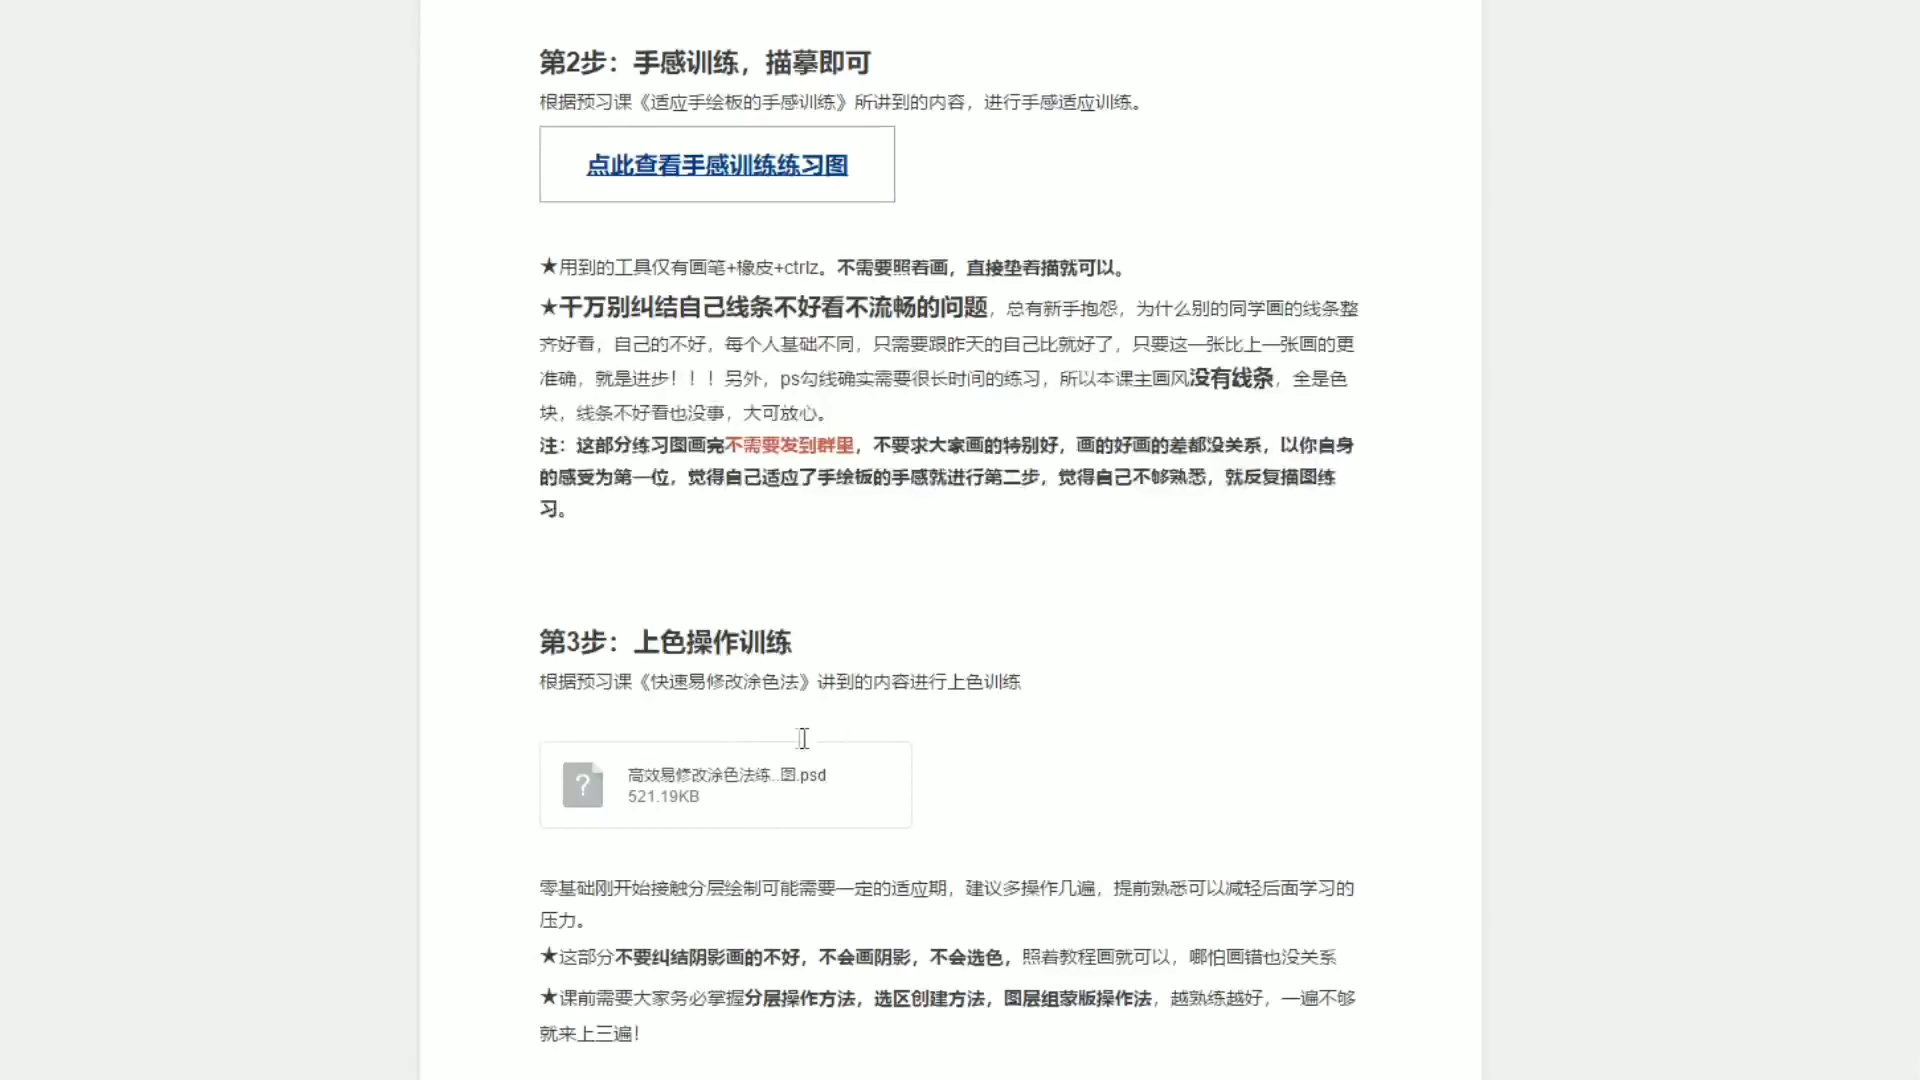 第2步：手感训练，描摹即可
根据预习课《适应手绘板的手感训练》所讲到的内容，进行手感适应训练。
点此查看手感训练练习图
★用到的工具仅有画笔+橡皮+ctrlz。不需要照着画，直接垫着描就可以。
★千万别纠结自己线条不好看不流畅的问题，总有新手抱怨，为什么别的同学画的线条整
齐好看，自己的不好，每个人基础不同，只需要跟昨天的自己比就好了，只要这一张比上一张画的更
准确，就是进步！！！另外，ps勾线确实需要很长时间的练习，所以本课主画风没有线条，全是色
块，线条不好看也没事，大可放心。
注：这部分练习图画完不需要发到群里，不要求大家画的特别好，画的好画的差都没关系，以你自身
的感受为第一位，觉得自己适应了手绘板的手感就进行第二步，觉得自己不够熟悉，就反复描图练
习。
第3步：上色操作训练
根据预习课《快速易修改涂色法》讲到的内容进行上色训练
高效易修改涂色法练...图.psd
521.19KB
零基础刚开始接触分层绘制可能需要一定的适应期，建议多操作几遍，提前熟悉可以减轻后面学习的
压力。
★这部分不要纠结阴影画的不好，不会画阴影，不会选色，照着教程画就可以，哪怕画错也没关系
★课前需要大家务必掌握分层操作方法，选区创建方法，图层组蒙版操作法，越熟练越好，一遍不够
就来上三遍！